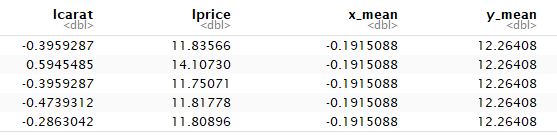 lcarat lprice x_mean y_mean
<dbl> <dbl> <dbl> <dbl>
-0.3959287 11.83566 -0.1915088 12.26408
0.5945485 14.10730 -0.1915088 12.26408
-0.3959287 11.75071 -0.1915088 12.26408
-0.4739312 11.81778 -0.1915088 12.26408
-0.2863042 11.80896 -0.1915088 12.26408